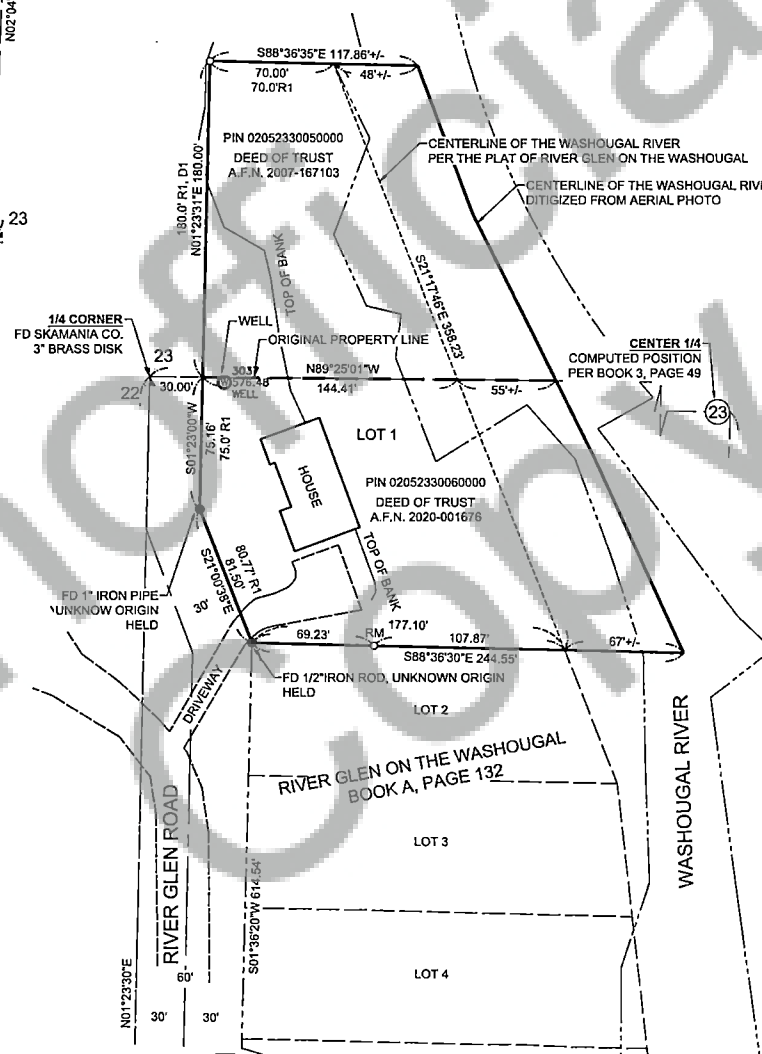 N02°04'
S88°36'35"E 117.86'+/-
70.00'
70.0'R1
48'+/-
PIN 02052330050000
DEED OF TRUST
A.F.N. 2007-167103
CENTERLINE OF THE WASHOUGAL RIVER
PER THE PLAT OF RIVER GLEN ON THE WASHOUGAL
CENTERLINE OF THE WASHOUGAL RIVE
DITIGIZED FROM AERIAL PHOTO
180.0' R1, D1
N01°23'31"E 180.00'
23
TOP OF BANK
S21°17'46"E 358.23'
1/4 CORNER
FD SKAMANIA CO.
3" BRASS DISK
23
22
30.00'
WELL
ORIGINAL PROPERTY LINE
3037
576.48
WELL
N89°25'01"W
144.41'
55'+/-
CENTER 1/4
COMPUTED POSITION
PER BOOK 3, PAGE 49
23
S01°23'00"W
75.16'
75.0' R1
LOT 1
HOUSE
PIN 02052330060000
DEED OF TRUST
A.F.N. 2020-001676
TOP OF BANK
80.77' R1
81.50'
S21°00'38"E
FD 1" IRON PIPE
UNKNOW ORIGIN
HELD
30'
69.23'
RM
177.10'
107.87'
S88°36'30"E 244.55'
67'+/-
DRIVEWAY
FD 1/2"IRON ROD, UNKNOWN ORIGIN
HELD
LOT 2
RIVER GLEN ON THE WASHOUGAL
BOOK A, PAGE 132
WASHOUGAL RIVER
LOT 3
RIVER GLEN ROAD
S01°36'20"W 614.54'
LOT 4
N01°23'30"E
60'
30'
30'
Unofficial
Copy